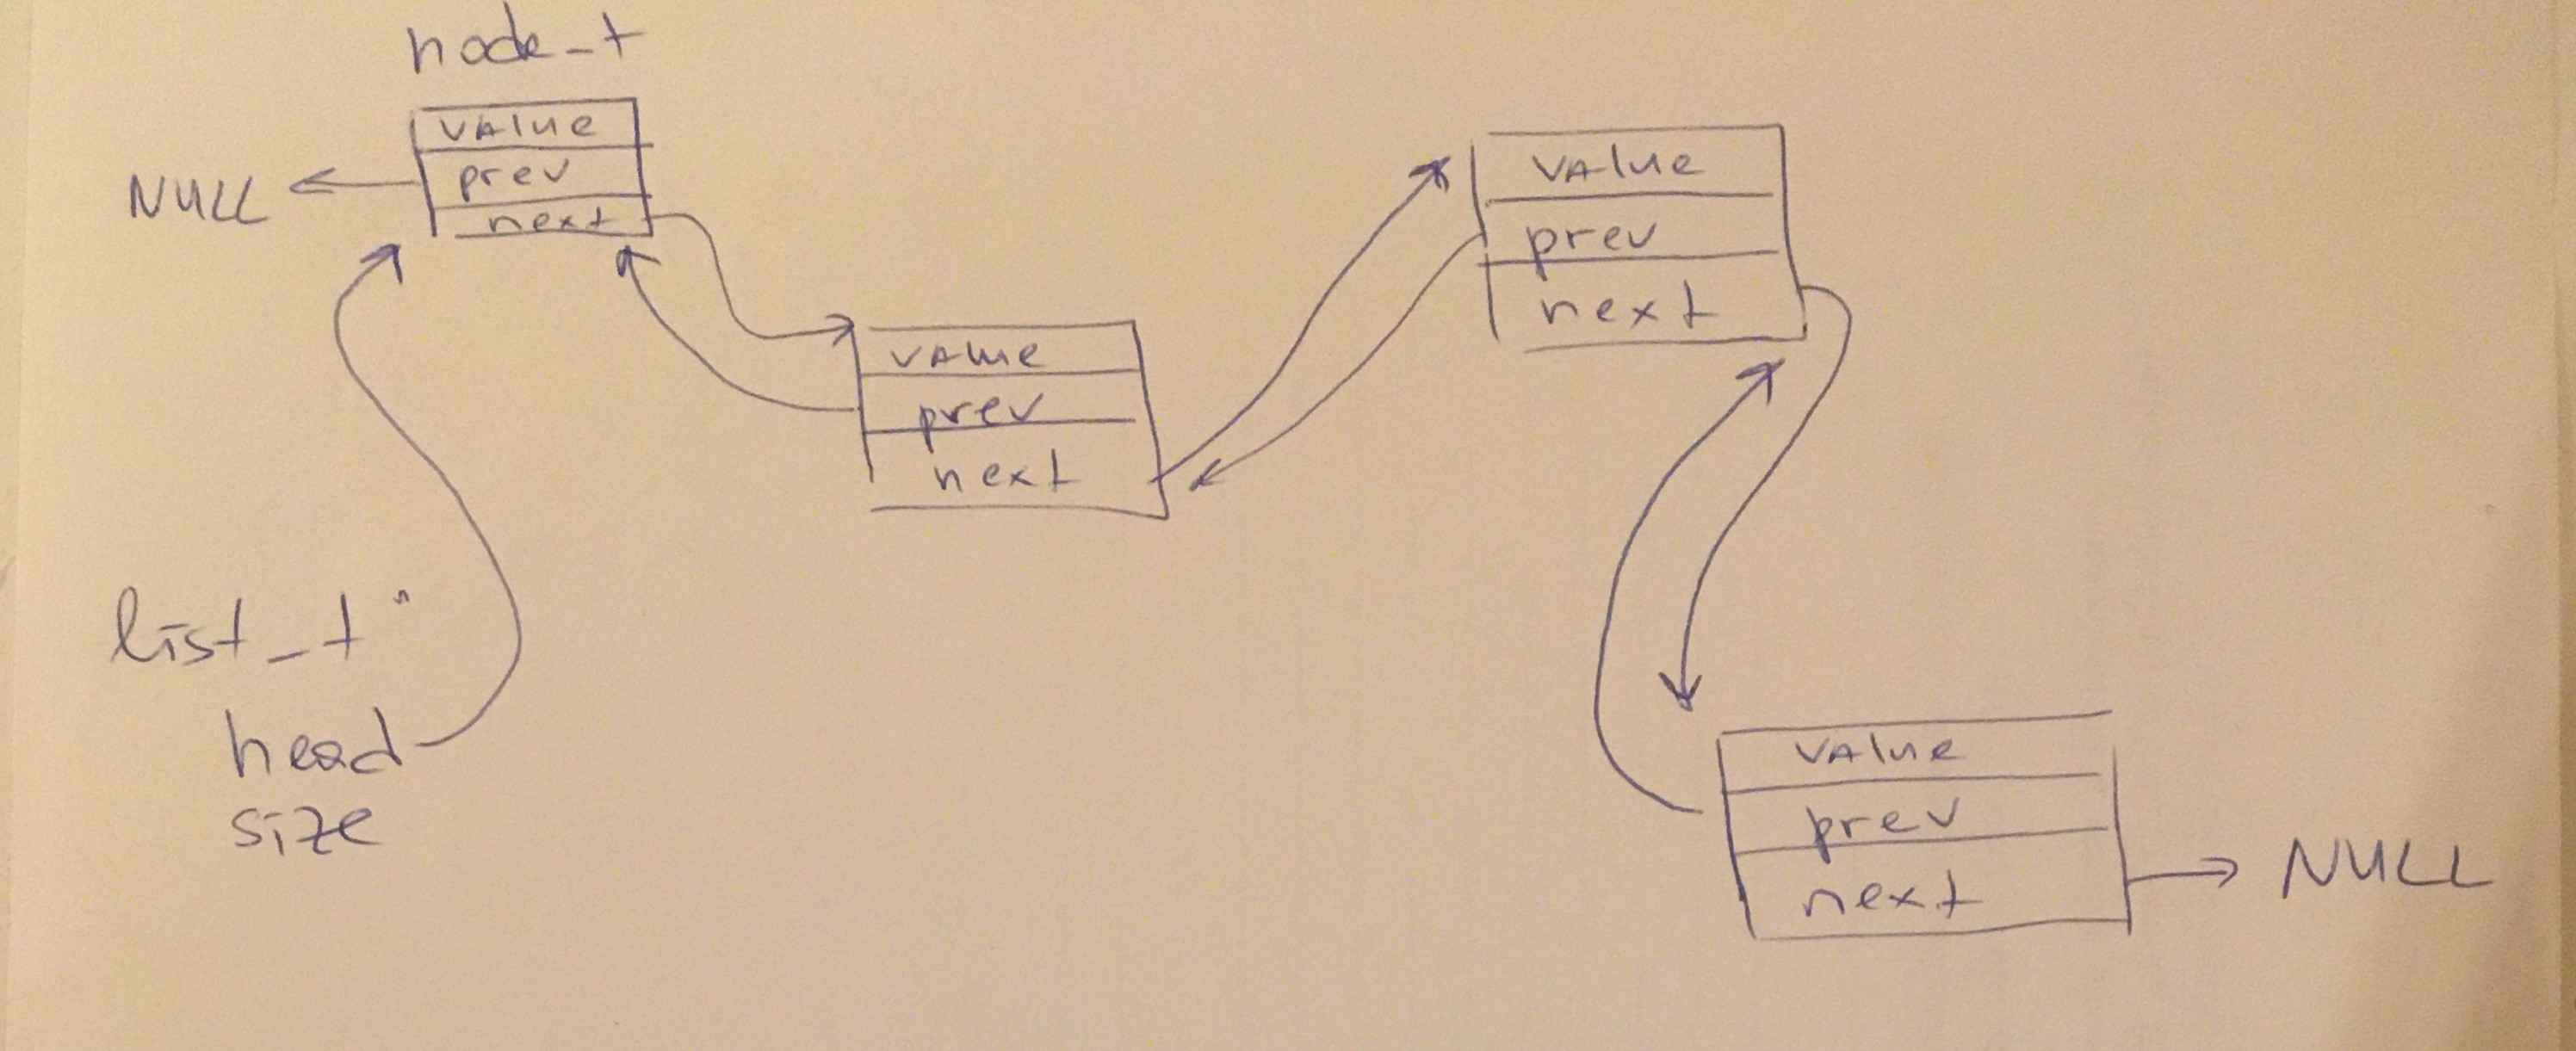 node_t
value
prev
next
NULL
value
prev
next
value
prev
next
list_t
head
size
value
prev
next
NULL